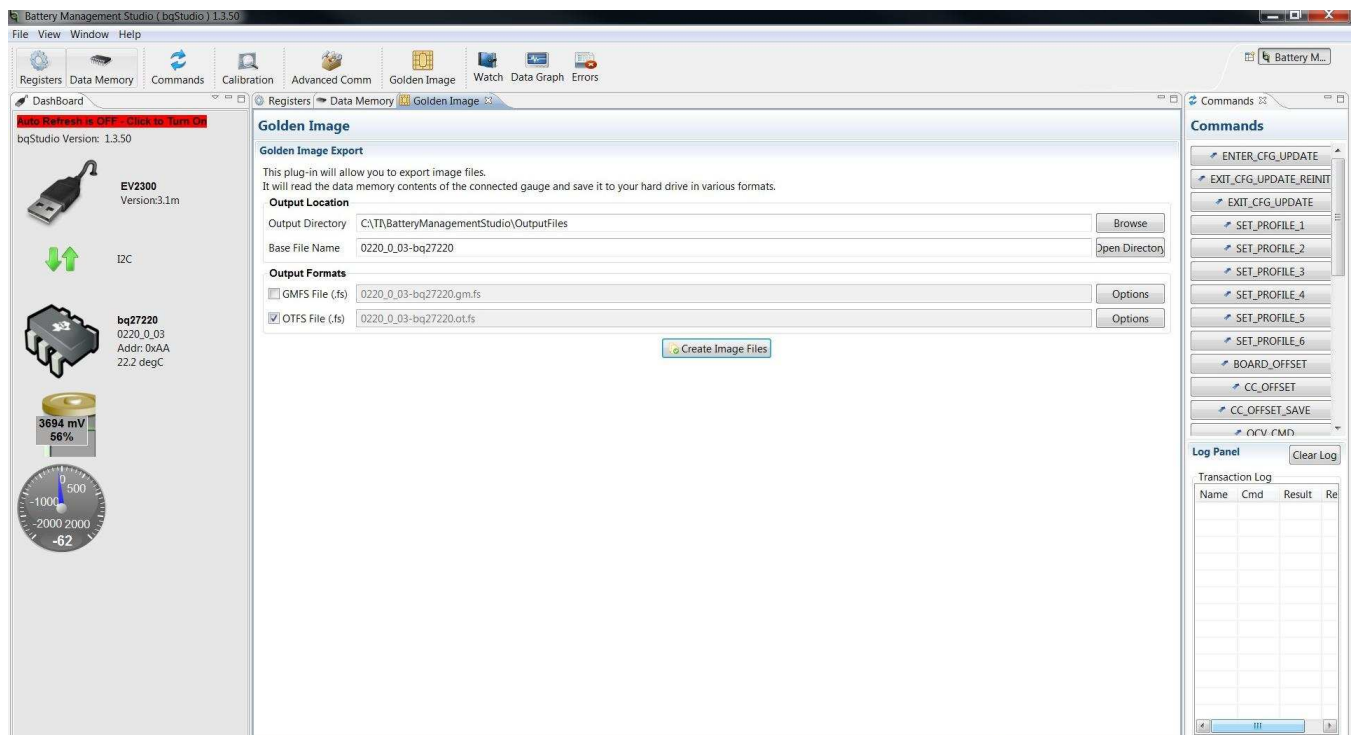 Battery Management Studio ( bqStudio ) 1.3.50
File View Window Help
Registers Data Memory Commands Calibration Advanced Comm Golden Image Watch Data Graph Errors
Battery M...
DashBoard
Auto Refresh is OFF - Click to Turn On
bqStudio Version: 1.3.50
EV2300
Version:3.1m
I2C
bq27220
0220_0_03
Addr: 0xAA
22.2 degC
3694 mV
56%
0
500
-1000
-2000 2000
-62
Registers Data Memory Golden Image
Golden Image
Golden Image Export
This plug-in will allow you to export image files.
It will read the data memory contents of the connected gauge and save it to your hard drive in various formats.
Output Location
Output Directory C:\TI\BatteryManagementStudio\OutputFiles Browse
Base File Name 0220_0_03-bq27220 Open Directory
Output Formats
GMFS File (.fs) 0220_0_03-bq27220.gm.fs Options
OTFS File (.fs) 0220_0_03-bq27220.ot.fs Options
Create Image Files
Commands
Commands
ENTER_CFG_UPDATE
EXIT_CFG_UPDATE_REINIT
EXIT_CFG_UPDATE
SET_PROFILE_1
SET_PROFILE_2
SET_PROFILE_3
SET_PROFILE_4
SET_PROFILE_5
SET_PROFILE_6
BOARD_OFFSET
CC_OFFSET
CC_OFFSET_SAVE
OCV_CMD
Log Panel Clear Log
Transaction Log
Name Cmd Result Re